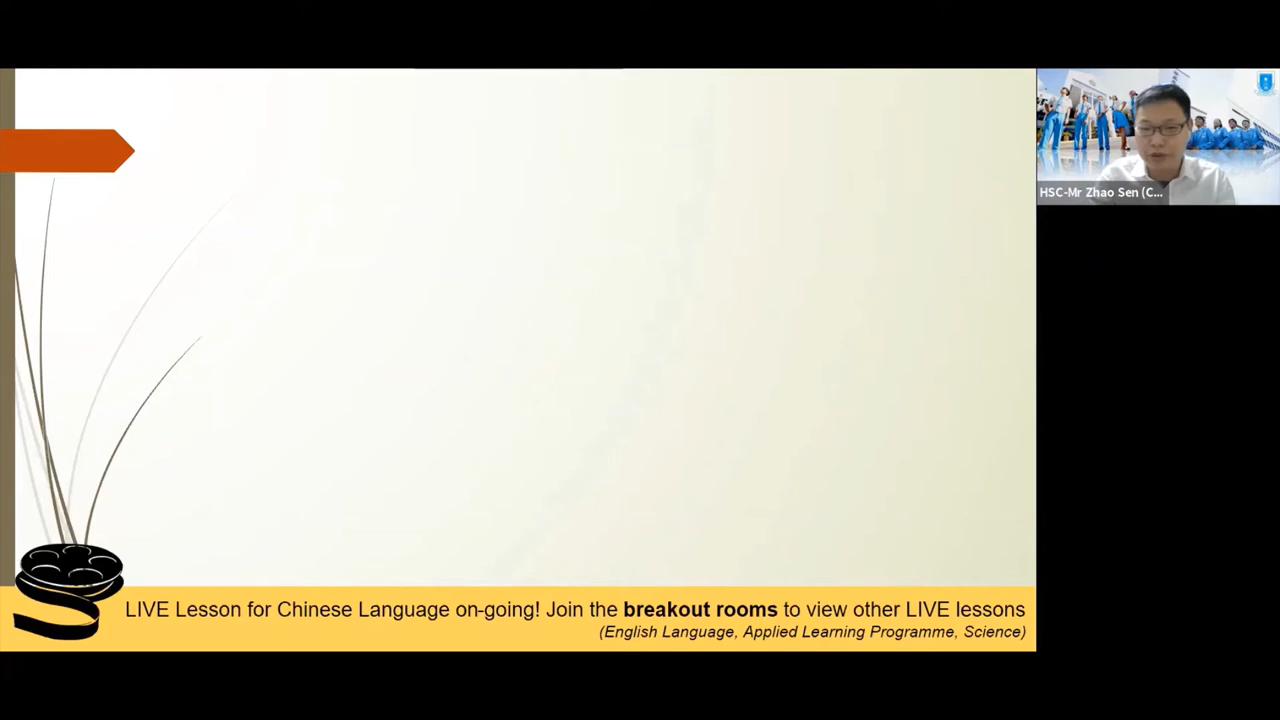 HSC-Mr Zhao Sen (C...
LIVE Lesson for Chinese Language on-going! Join the breakout rooms to view other LIVE lessons
(English Language, Applied Learning Programme, Science)